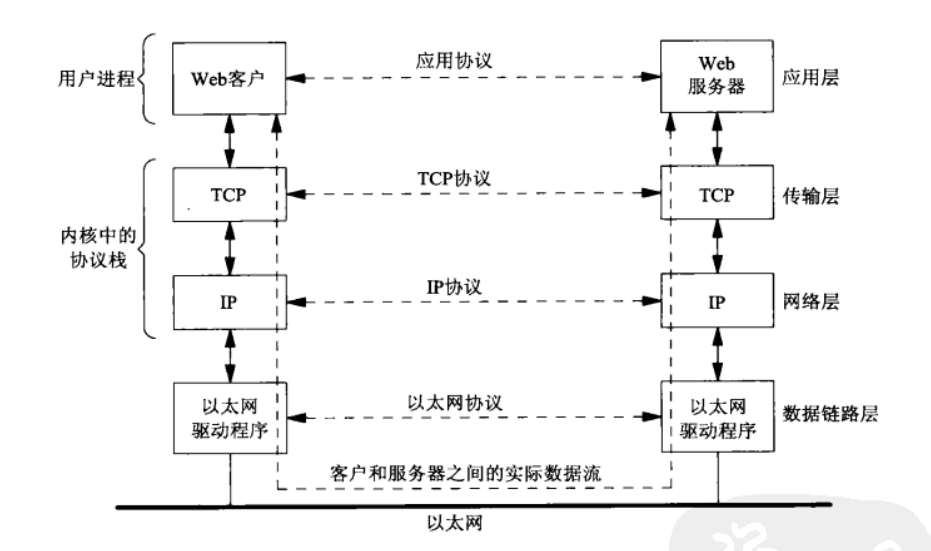 用户进程
Web客户
应用协议
Web
服务器
应用层
TCP
TCP协议
TCP
传输层
内核中的
协议栈
IP
IP协议
IP
网络层
以太网
驱动程序
以太网协议
以太网
驱动程序
数据链路层
客户和服务器之间的实际数据流
以太网